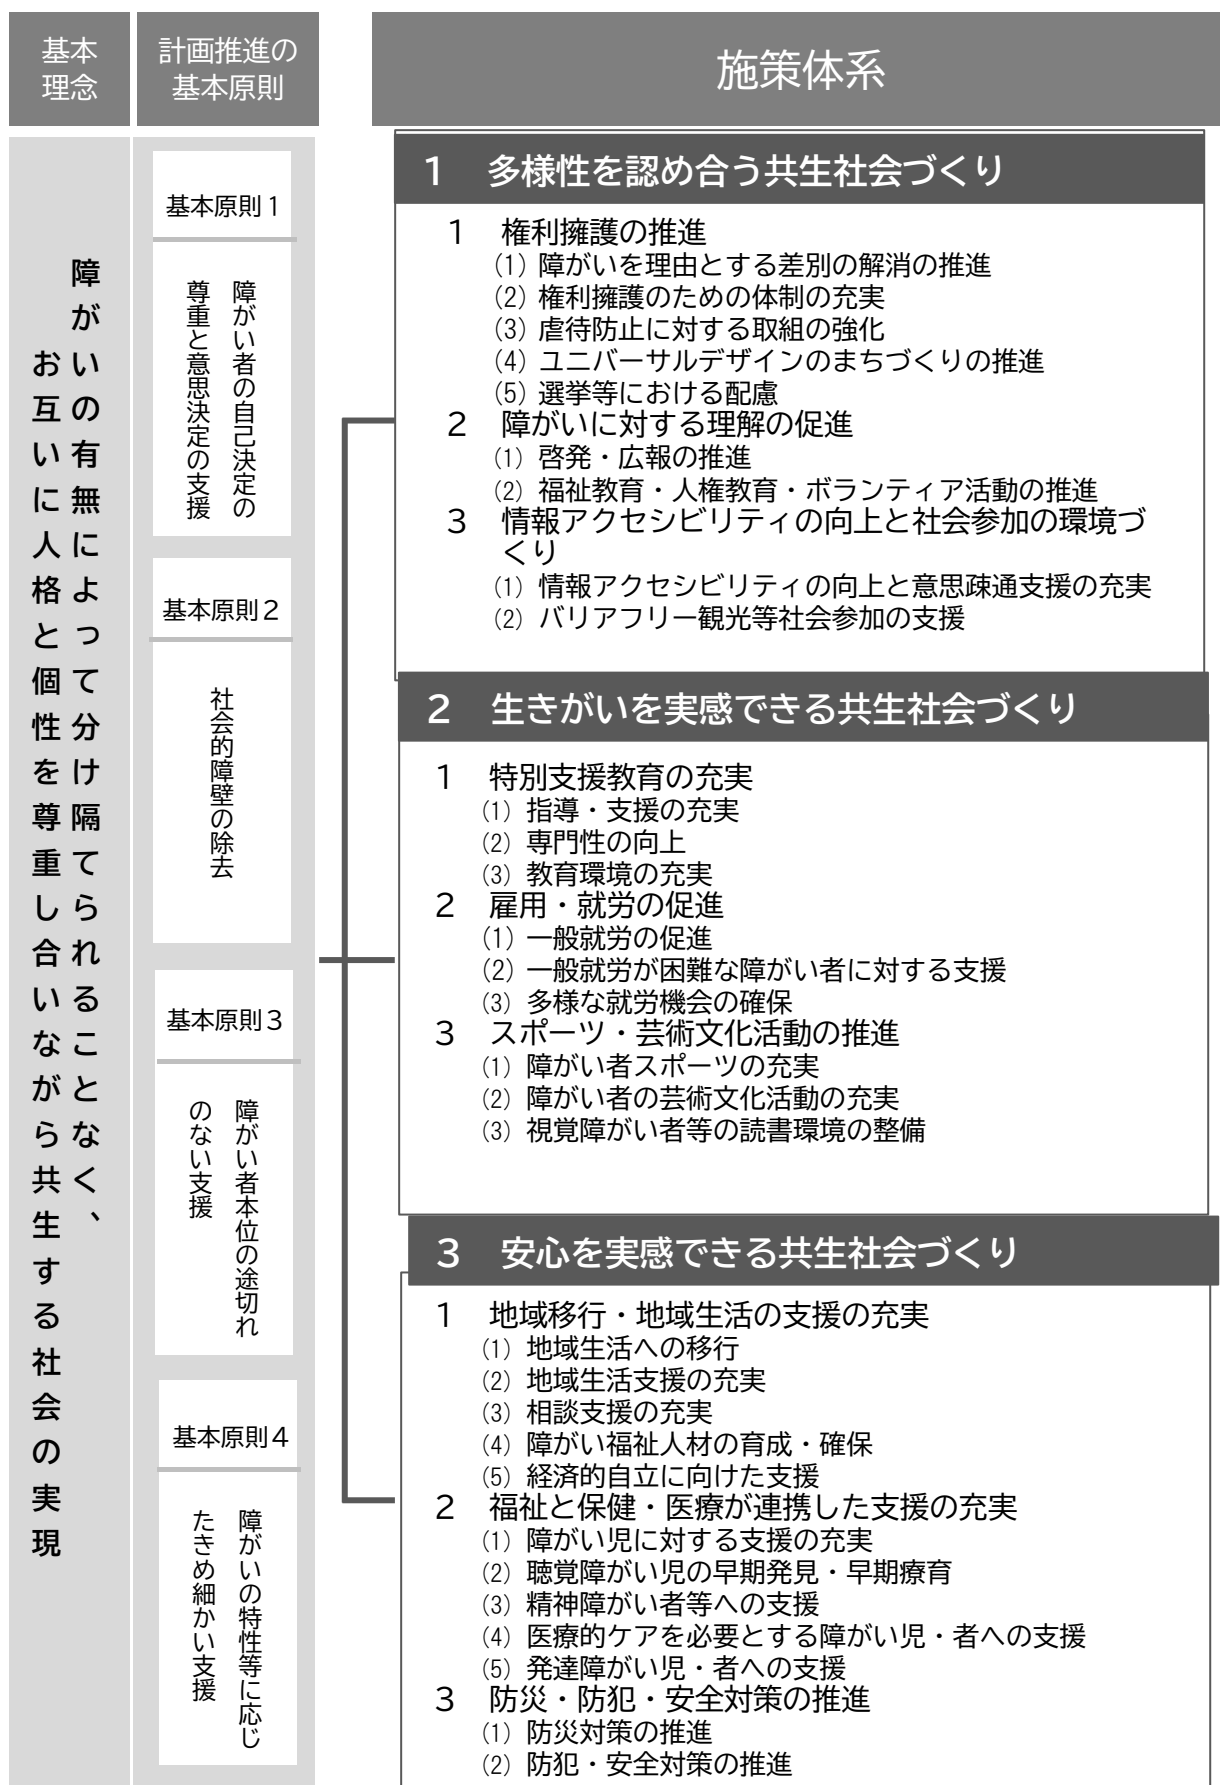 基本
理念
計画推進の
基本原則
施策体系
障がいの有無によって分け隔てられることなく、
お互いに人格と個性を尊重し合いながら共生する社会の実現
基本原則1
障がい者の自己決定の
尊重と意思決定の支援
基本原則2
社会的障壁の除去
基本原則3
障がい者本位の途切れ
のない支援
基本原則4
障がいの特性等に応じ
たきめ細かい支援
1 多様性を認め合う共生社会づくり
1 権利擁護の推進
(1) 障がいを理由とする差別の解消の推進
(2) 権利擁護のための体制の充実
(3) 虐待防止に対する取組の強化
(4) ユニバーサルデザインのまちづくりの推進
(5) 選挙等における配慮
2 障がいに対する理解の促進
(1) 啓発・広報の推進
(2) 福祉教育・人権教育・ボランティア活動の推進
3 情報アクセシビリティの向上と社会参加の環境づ
くり
(1) 情報アクセシビリティの向上と意思疎通支援の充実
(2) バリアフリー観光等社会参加の支援
2 生きがいを実感できる共生社会づくり
1 特別支援教育の充実
(1) 指導・支援の充実
(2) 専門性の向上
(3) 教育環境の充実
2 雇用・就労の促進
(1) 一般就労の促進
(2) 一般就労が困難な障がい者に対する支援
(3) 多様な就労機会の確保
3 スポーツ・芸術文化活動の推進
(1) 障がい者スポーツの充実
(2) 障がい者の芸術文化活動の充実
(3) 視覚障がい者等の読書環境の整備
3 安心を実感できる共生社会づくり
1 地域移行・地域生活の支援の充実
(1) 地域生活への移行
(2) 地域生活支援の充実
(3) 相談支援の充実
(4) 障がい福祉人材の育成・確保
(5) 経済的自立に向けた支援
2 福祉と保健・医療が連携した支援の充実
(1) 障がい児に対する支援の充実
(2) 聴覚障がい児の早期発見・早期療育
(3) 精神障がい者等への支援
(4) 医療的ケアを必要とする障がい児・者への支援
(5) 発達障がい児・者への支援
3 防災・防犯・安全対策の推進
(1) 防災対策の推進
(2) 防犯・安全対策の推進